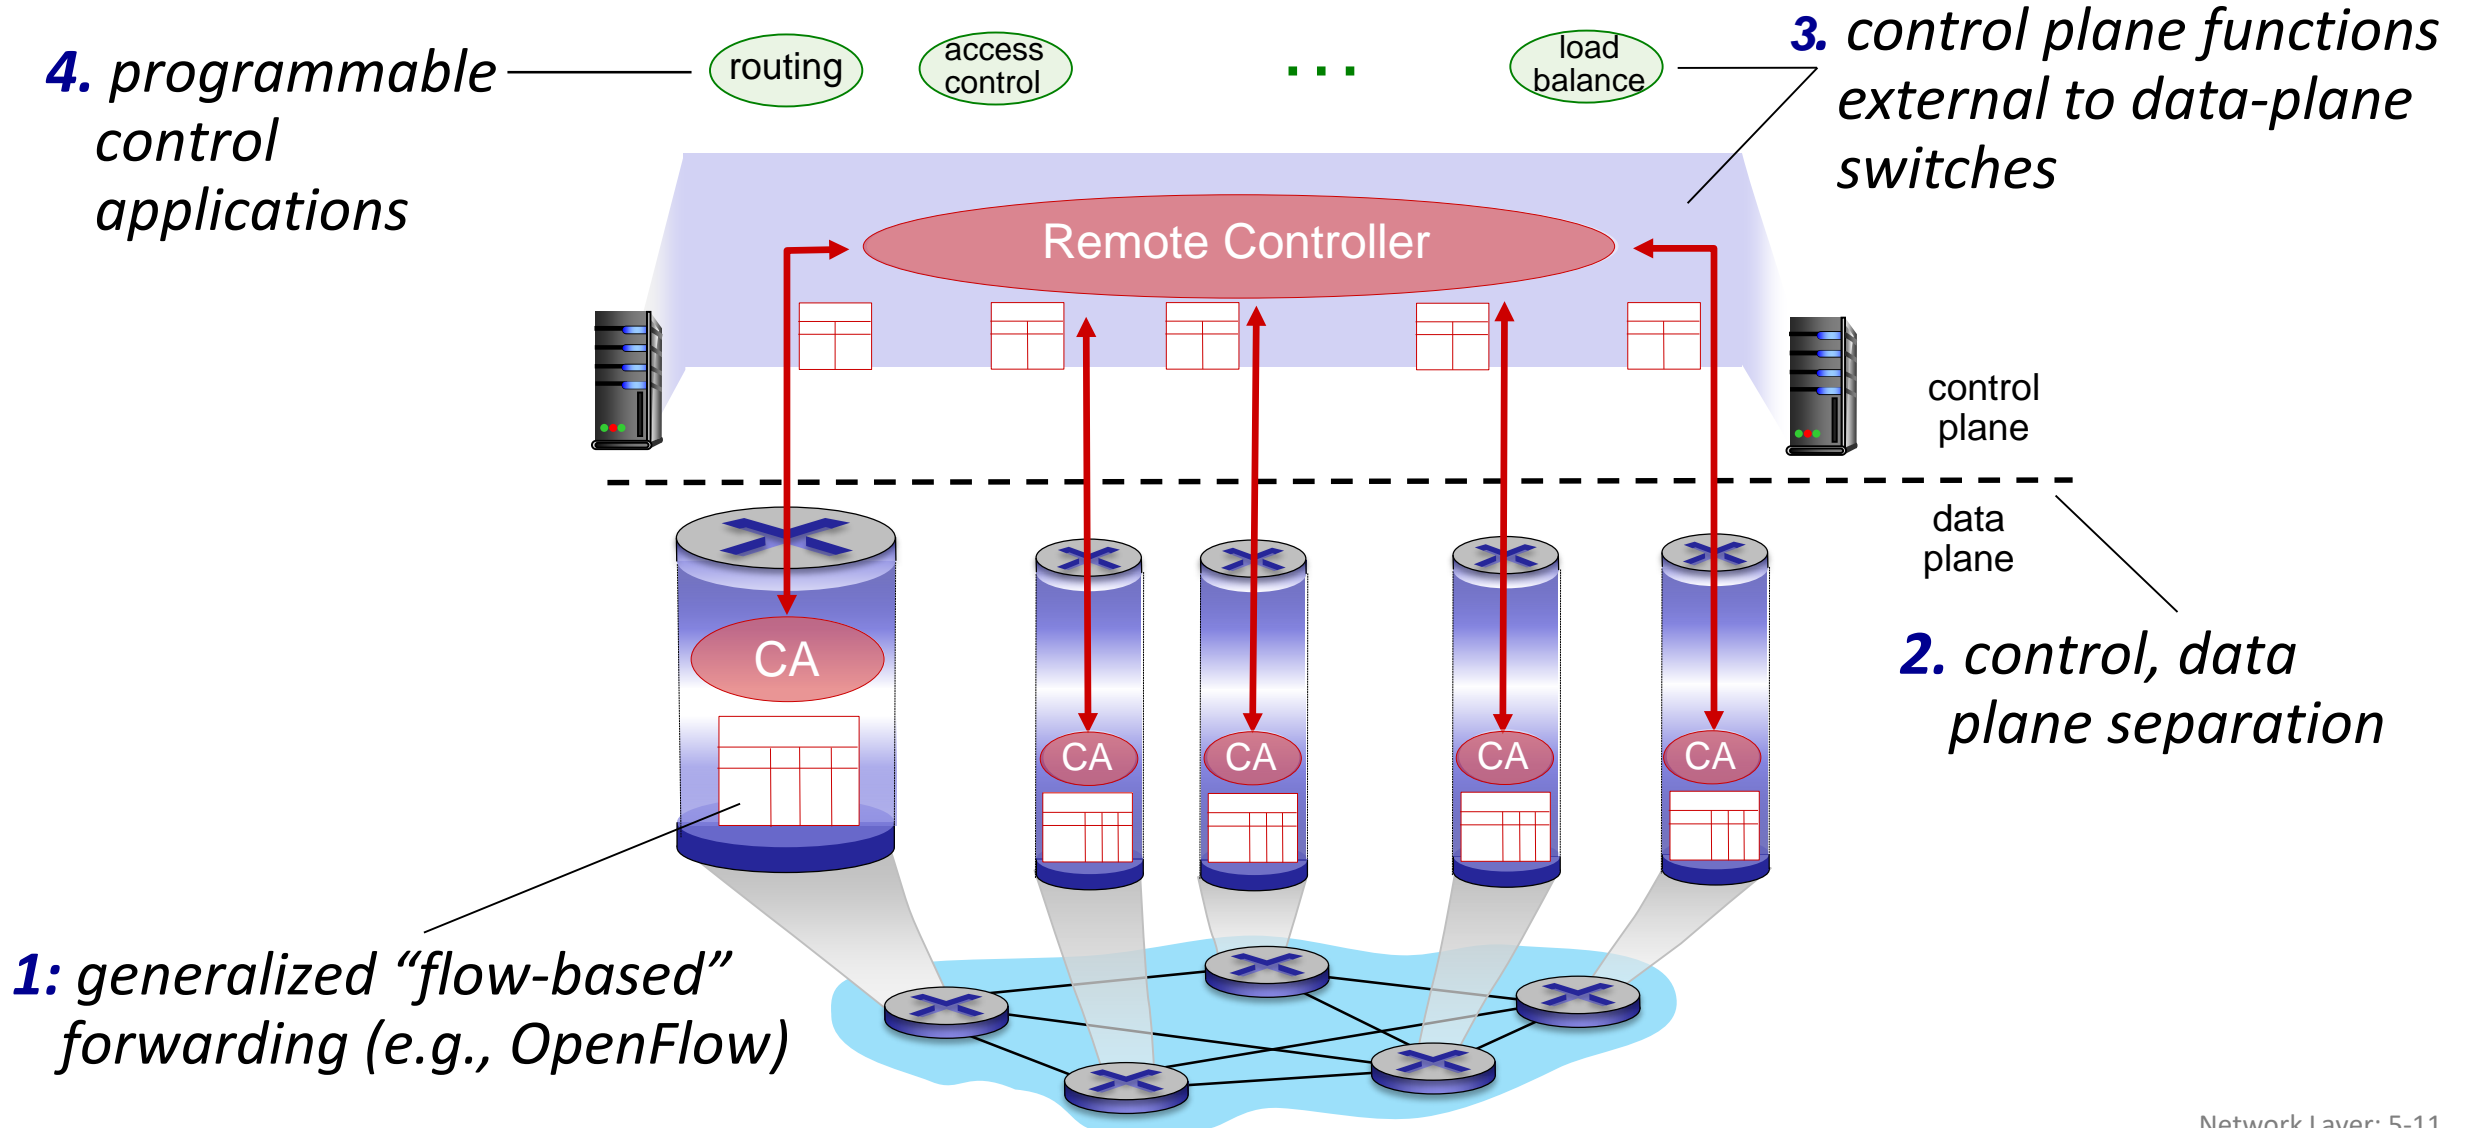 4. programmable
control
applications
routing
access
control
...
load
balance
3. control plane functions
external to data-plane
switches
Remote Controller
control
plane
data
plane
CA
CA
CA
CA
CA
2. control, data
plane separation
1: generalized “flow-based”
forwarding (e.g., OpenFlow)
Network Layer: 5-11